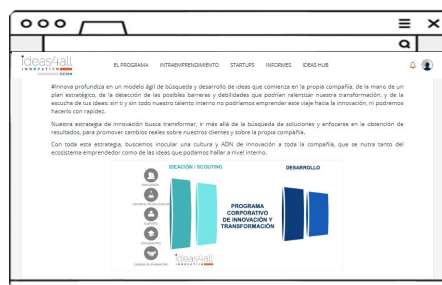 ideas4all
INNOVATION
DEMO
EL PROGRAMA INTRAEMPRENDIMIENTO STARTUPS INFORMES IDEAS HUB
#Innova profundiza en un modelo ágil de búsqueda y desarrollo de ideas que comienza en la propia compañía, de la mano de un
plan estratégico, de la detección de las posibles barreras y debilidades que podrían ralentizar nuestra transformación, y de la
escucha de tus ideas: sin ti y sin todo nuestro talento interno no podríamos emprender este viaje hacia la innovación, ni podremos
hacerlo con rapidez.
Nuestra estrategia de innovación busca transformar, ir más allá de la búsqueda de soluciones y enfocarse en la obtención de
resultados, para promover cambios reales sobre nuestros clientes y sobre la propia compañía.
Con toda esta estrategia, buscamos inocular una cultura y ADN de innovación a toda la compañía, que se nutra tanto del
ecosistema emprendedor como de las ideas que podamos hallar a nivel interno.
IDEACIÓN / SCOUTING DESARROLLO
PROGRAMA
CORPORATIVO
DE INNOVACIÓN Y
TRANSFORMACIÓN
ideas4all
INNOVATION